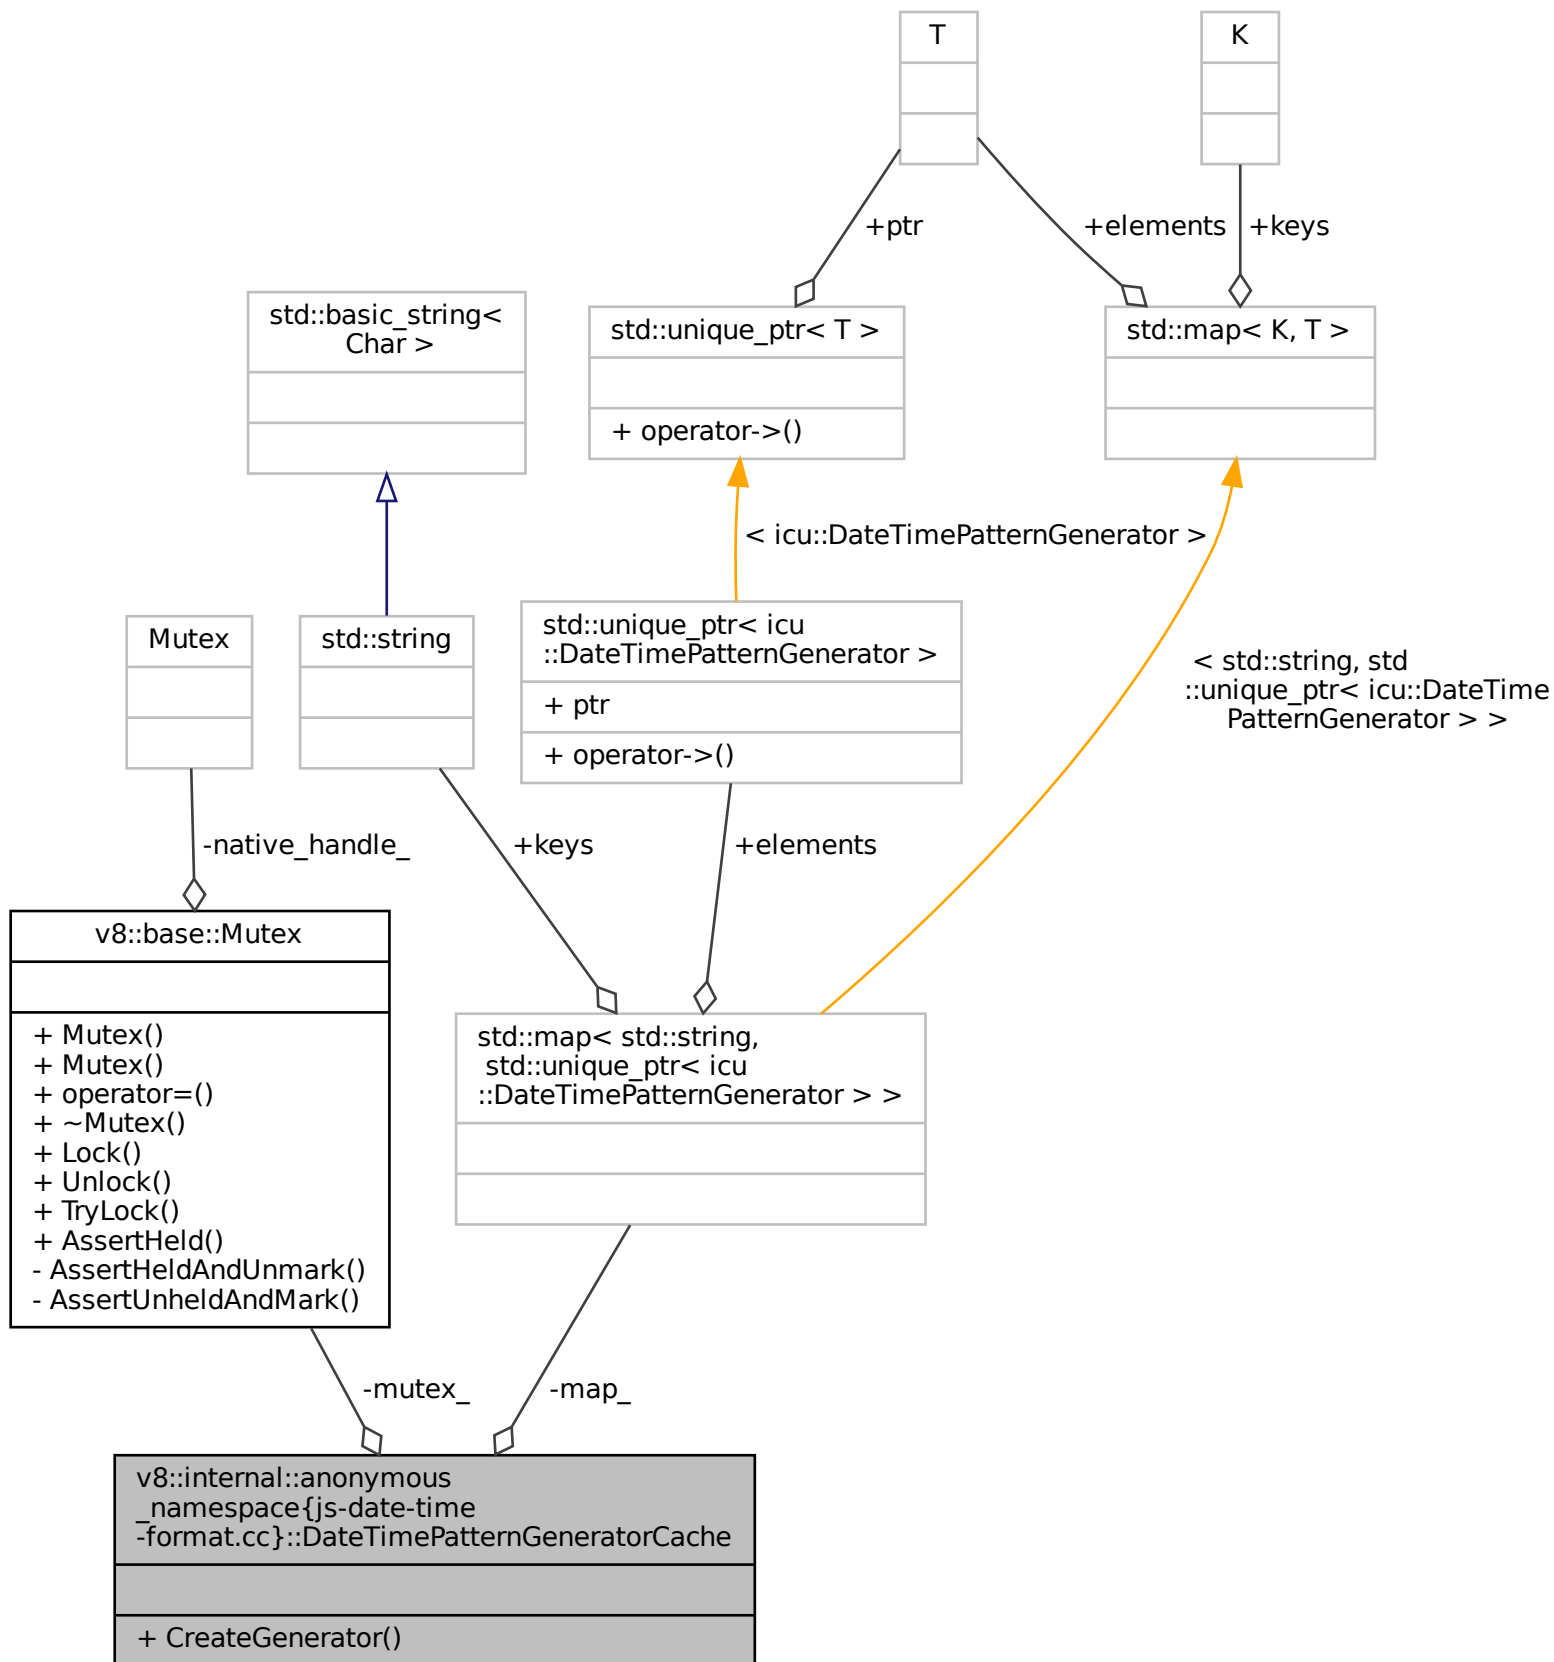 T
K
+ptr
+elements
+keys
std::basic_string<
Char >
std::unique_ptr< T >
+ operator->()
std::map< K, T >
< icu::DateTimePatternGenerator >
Mutex
std::string
std::unique_ptr< icu
::DateTimePatternGenerator >
+ ptr
+ operator->()
< std::string, std
::unique_ptr< icu::DateTime
PatternGenerator > >
-native_handle_
+keys
+elements
v8::base::Mutex
+ Mutex()
+ Mutex()
+ operator=()
+ ~Mutex()
+ Lock()
+ Unlock()
+ TryLock()
+ AssertHeld()
- AssertHeldAndUnmark()
- AssertUnheldAndMark()
std::map< std::string,
std::unique_ptr< icu
::DateTimePatternGenerator > >
-mutex_
-map_
v8::internal::anonymous
_namespace{js-date-time
-format.cc}::DateTimePatternGeneratorCache
+ CreateGenerator()